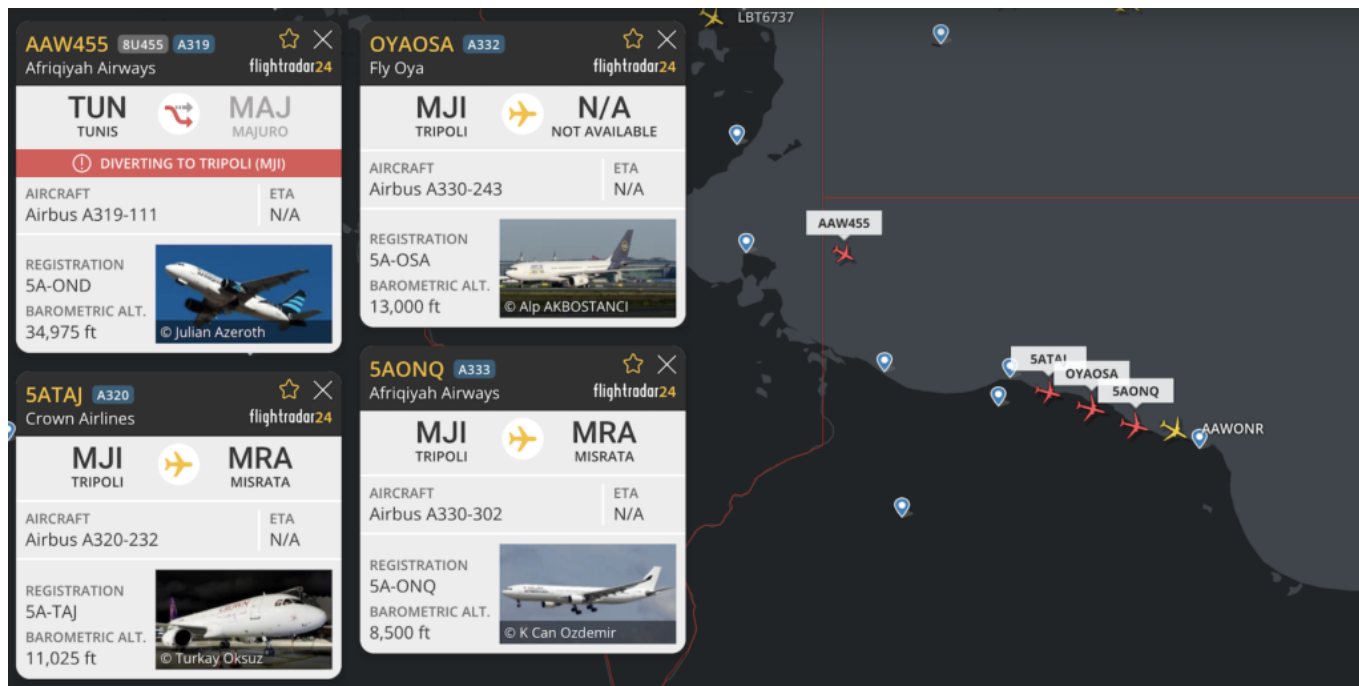 AAW455 8U455 A319
Afriqiyah Airways flightradar24
TUN MAJ
TUNIS MAJURO
DIVERTING TO TRIPOLI (MJI)
AIRCRAFT ETA
Airbus A319-111 N/A
REGISTRATION
5A-OND
BAROMETRIC ALT.
34,975 ft
© Julian Azeroth
5ATAJ A320
Crown Airlines flightradar24
MJI MRA
TRIPOLI MISRATA
AIRCRAFT ETA
Airbus A320-232 N/A
REGISTRATION
5A-TAJ
BAROMETRIC ALT.
11,025 ft
© Turkay Oksuz
OYAOSA A332
Fly Oya flightradar24
MJI N/A
TRIPOLI NOT AVAILABLE
AIRCRAFT ETA
Airbus A330-243 N/A
REGISTRATION
5A-OSA
BAROMETRIC ALT.
13,000 ft
© Alp AKBOSTANCI
5AONQ A333
Afriqiyah Airways flightradar24
MJI MRA
TRIPOLI MISRATA
AIRCRAFT ETA
Airbus A330-302 N/A
REGISTRATION
5A-ONQ
BAROMETRIC ALT.
8,500 ft
© K Can Ozdemir
LBT6737
AAW455
5ATAJ
OYAOSA
5AONQ
AAWONR